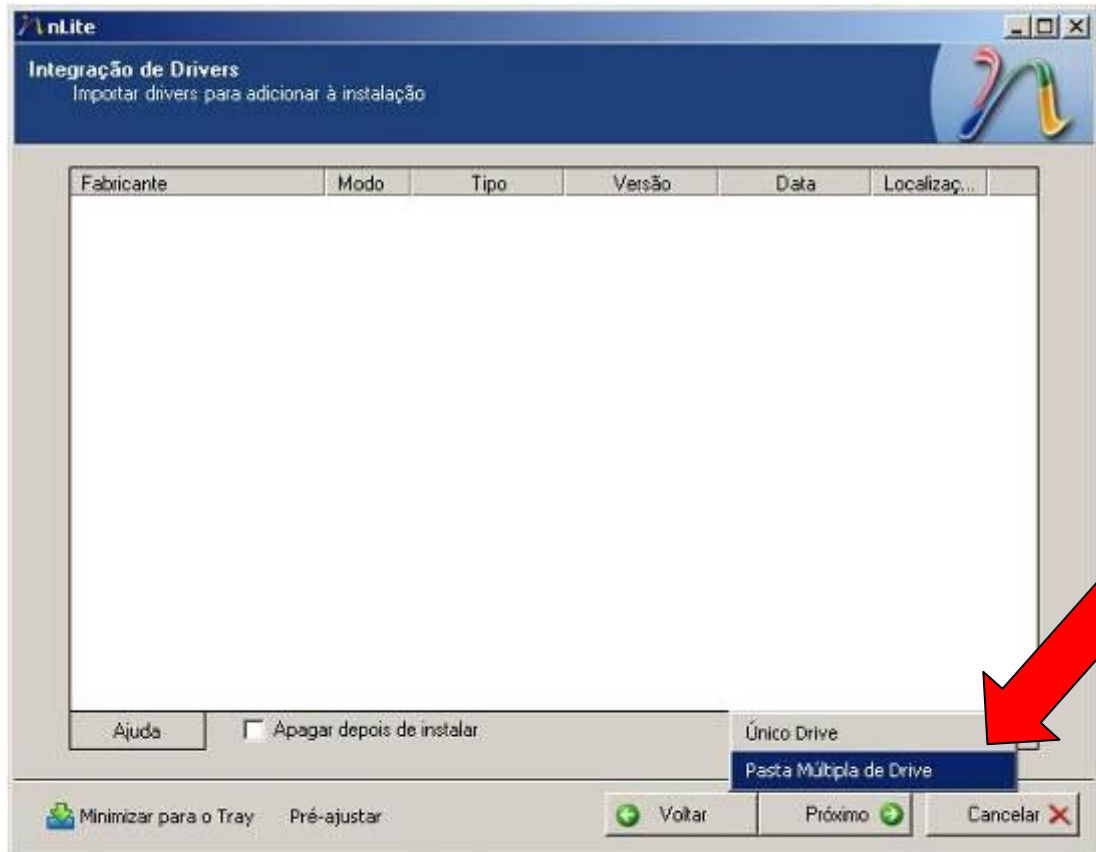 nLite
Integração de Drivers
Importar drivers para adicionar à instalação
Fabricante Modo Tipo Versão Data Localizaç...
Ajuda Apagar depois de instalar Único Drive
Pasta Múltipla de Drive
Minimizar para o Tray Pré-ajustar Voltar Próximo Cancelar